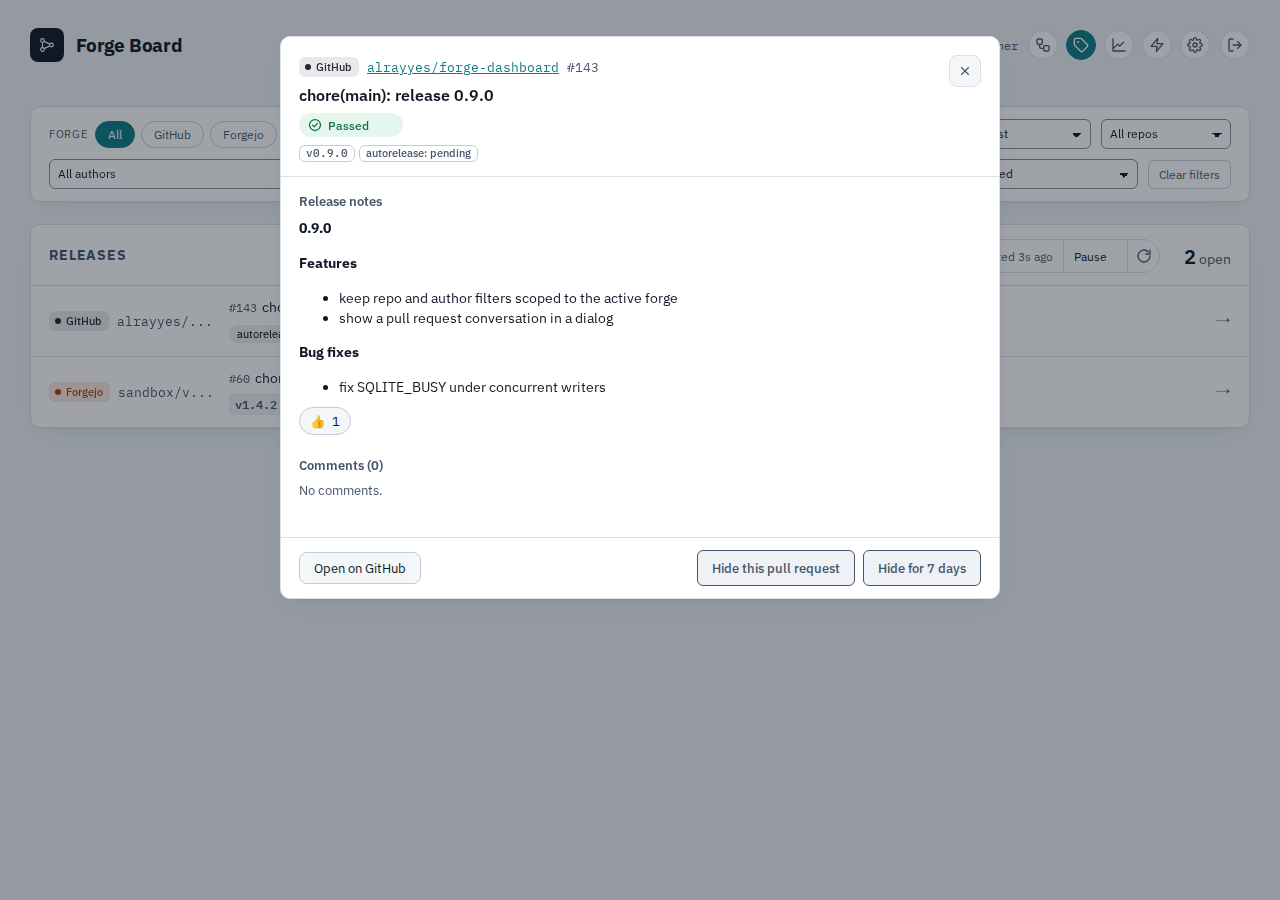 Forge Board
FORGE All GitHub Forgejo
All repos
All authors
Clear filters
RELEASES
3s ago Pause 2 open
GitHub alrayyes/... #143
Forgejo sandbox/v... #60
v1.4.2
GitHub alrayyes/forge-dashboard #143
chore(main): release 0.9.0
Passed
v0.9.0 autorelease: pending
Release notes
0.9.0
Features
keep repo and author filters scoped to the active forge
show a pull request conversation in a dialog
Bug fixes
fix SQLITE_BUSY under concurrent writers
👍 1
Comments (0)
No comments.
Open on GitHub Hide this pull request Hide for 7 days